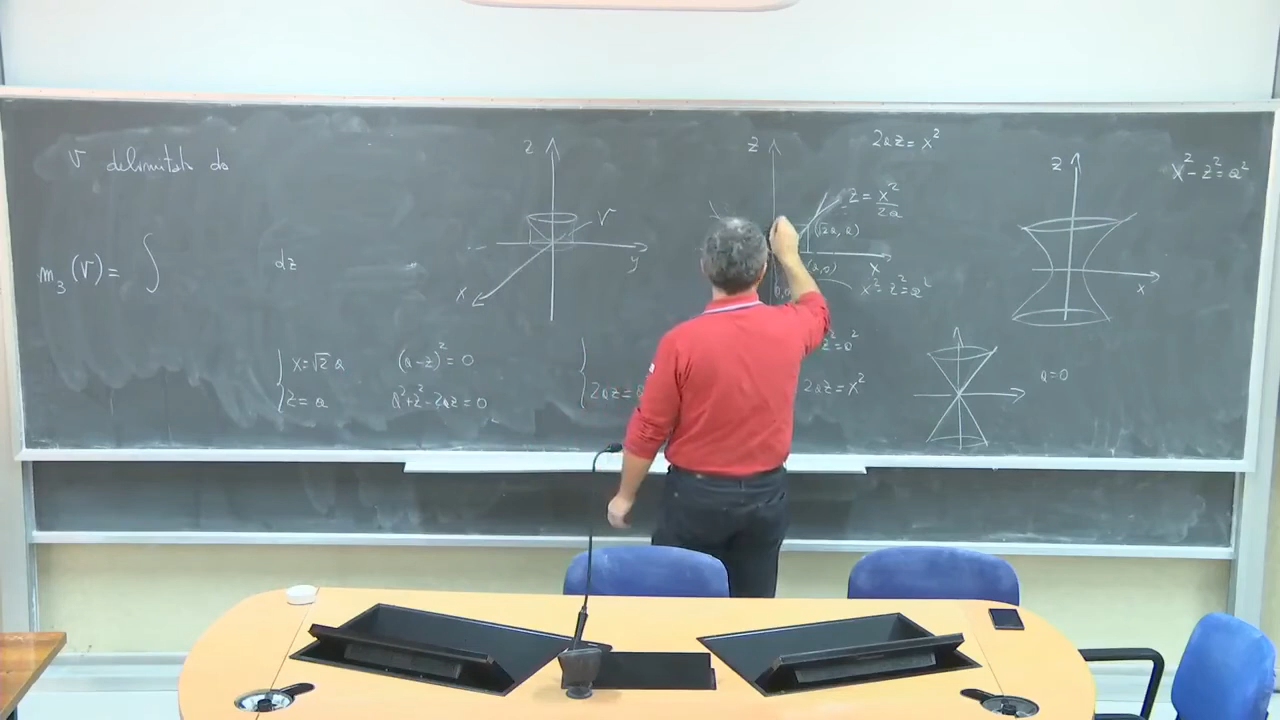 V delimitato da
m₃(V) = ∫ dz
x = √2 a
z = a
(a-z)² = 0
a²+z²-2az = 0
z
V
y
x
2az =
z
2az = x²
z = x²/2a
(√2a, a)
(a,0)
x
x²-z²=a²
2az = x²
z
x²-z²=a²
x
a=0